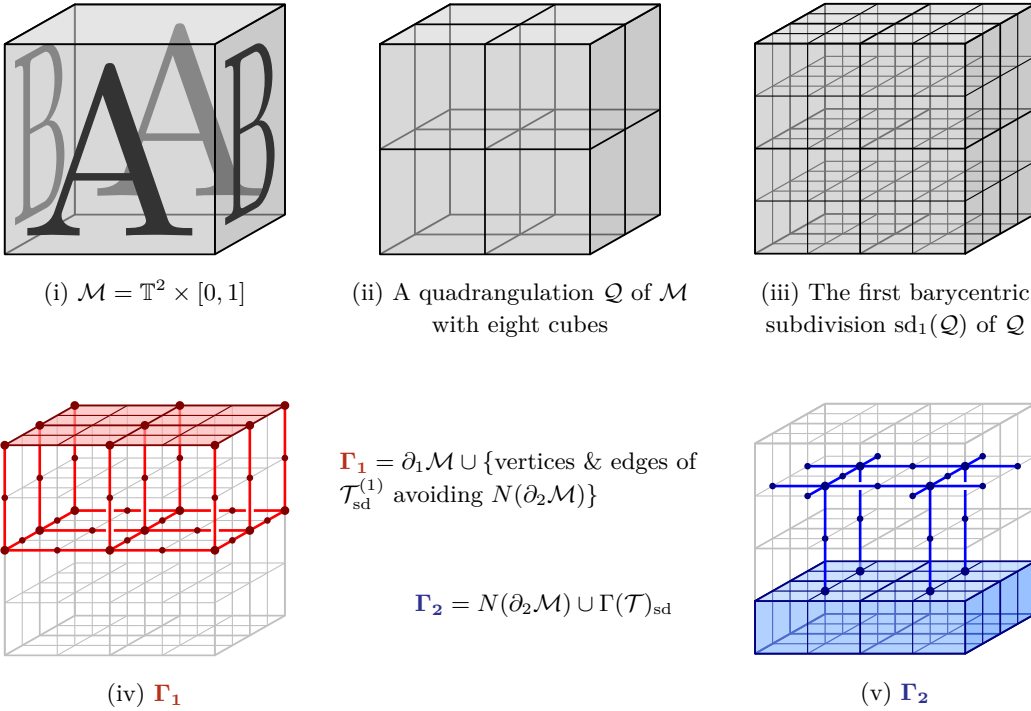 B A A B
(i) ℳ = 𝕋² × [0, 1]
(ii) A quadrangulation 𝒬 of ℳ
with eight cubes
(iii) The first barycentric
subdivision sd₁(𝒬) of 𝒬
Γ₁ = ∂₁ℳ ∪ {vertices & edges of
𝒯_sd^(1) avoiding N(∂₂ℳ)}
Γ₂ = N(∂₂ℳ) ∪ Γ(𝒯)_sd
(iv) Γ₁
(v) Γ₂